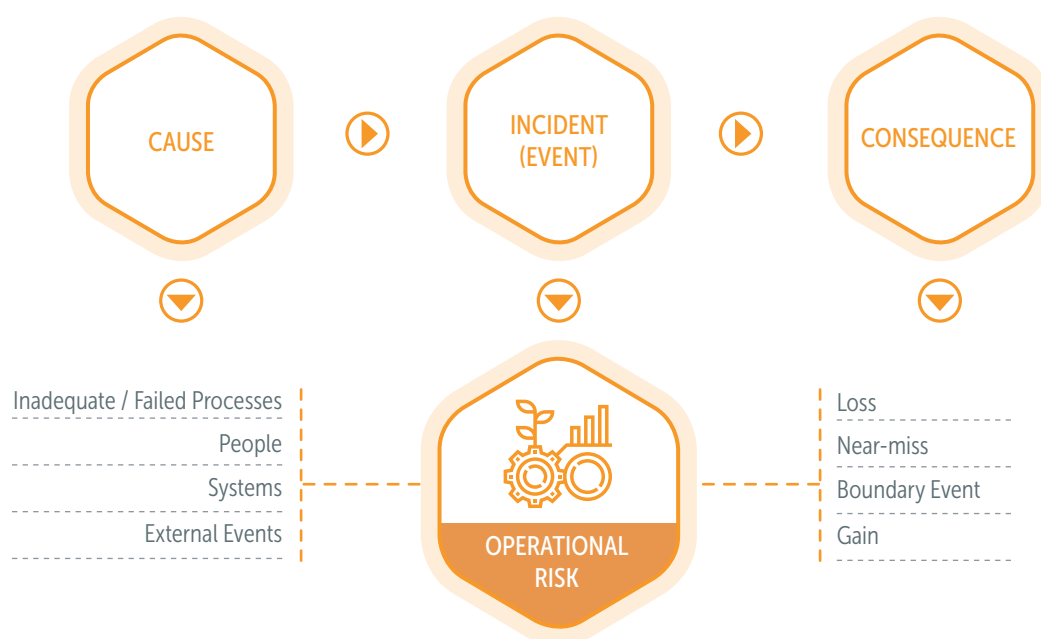 CAUSE
INCIDENT
(EVENT)
CONSEQUENCE
Inadequate / Failed Processes
People
Systems
External Events
OPERATIONAL
RISK
Loss
Near-miss
Boundary Event
Gain